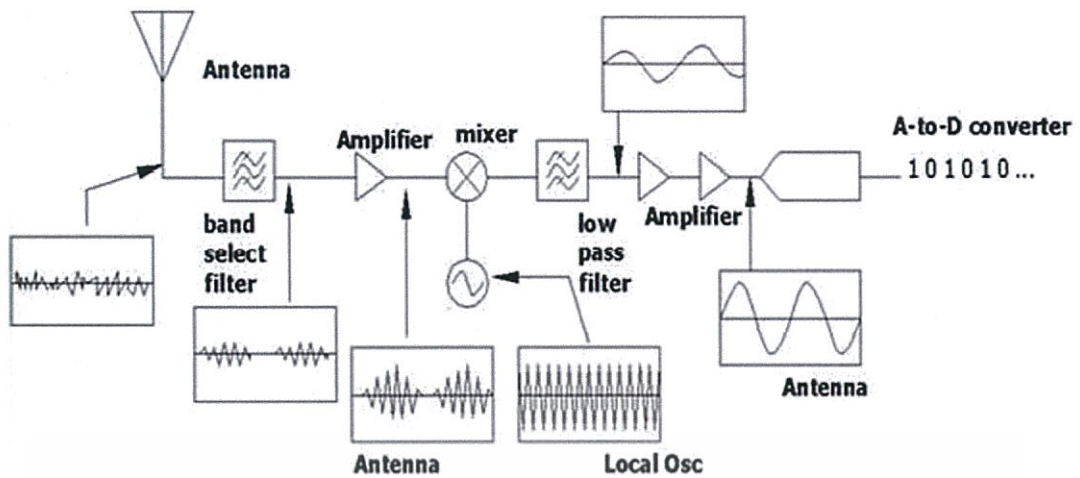 Antenna
Amplifier
mixer
A-to-D converter
101010...
band
select
filter
low
pass
filter
Amplifier
Antenna
Antenna
Local Osc